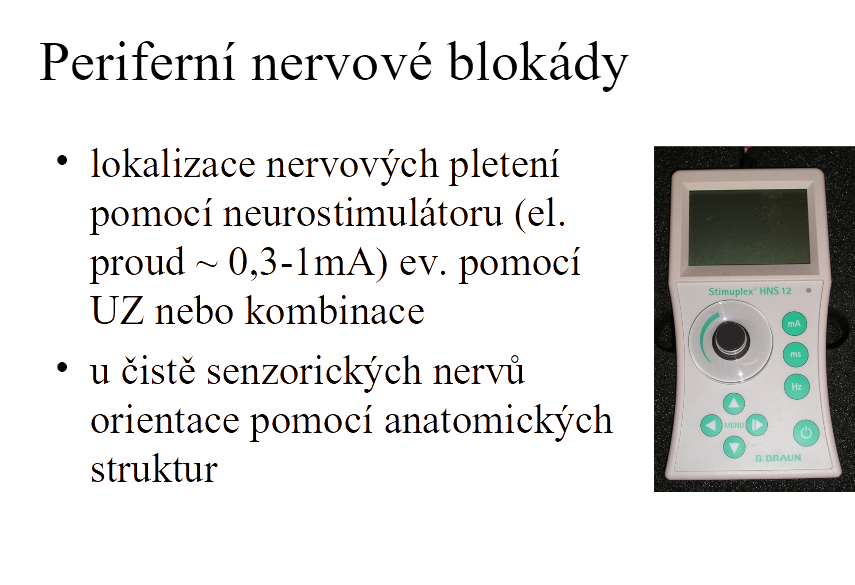 Periferní nervové blokády
• lokalizace nervových pletení
pomocí neurostimulátoru (el.
proud ~ 0,3-1mA) ev. pomocí
UZ nebo kombinace
• u čistě senzorických nervů
orientace pomocí anatomických
struktur
Stimuplex® HNS 12
mA
ms
Hz
MENU
B|BRAUN